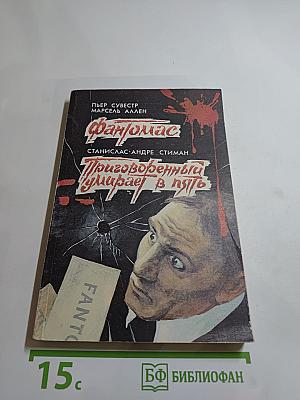 ПЬЕР СУВЕСТР
МАРСЕЛЬ АЛЛЕН
Фантомас
СТАНИСЛАС-АНДРЕ СТИМАН
Приговоренный
умирает в пять
FANTO
15с
БФ БИБЛИОФАН